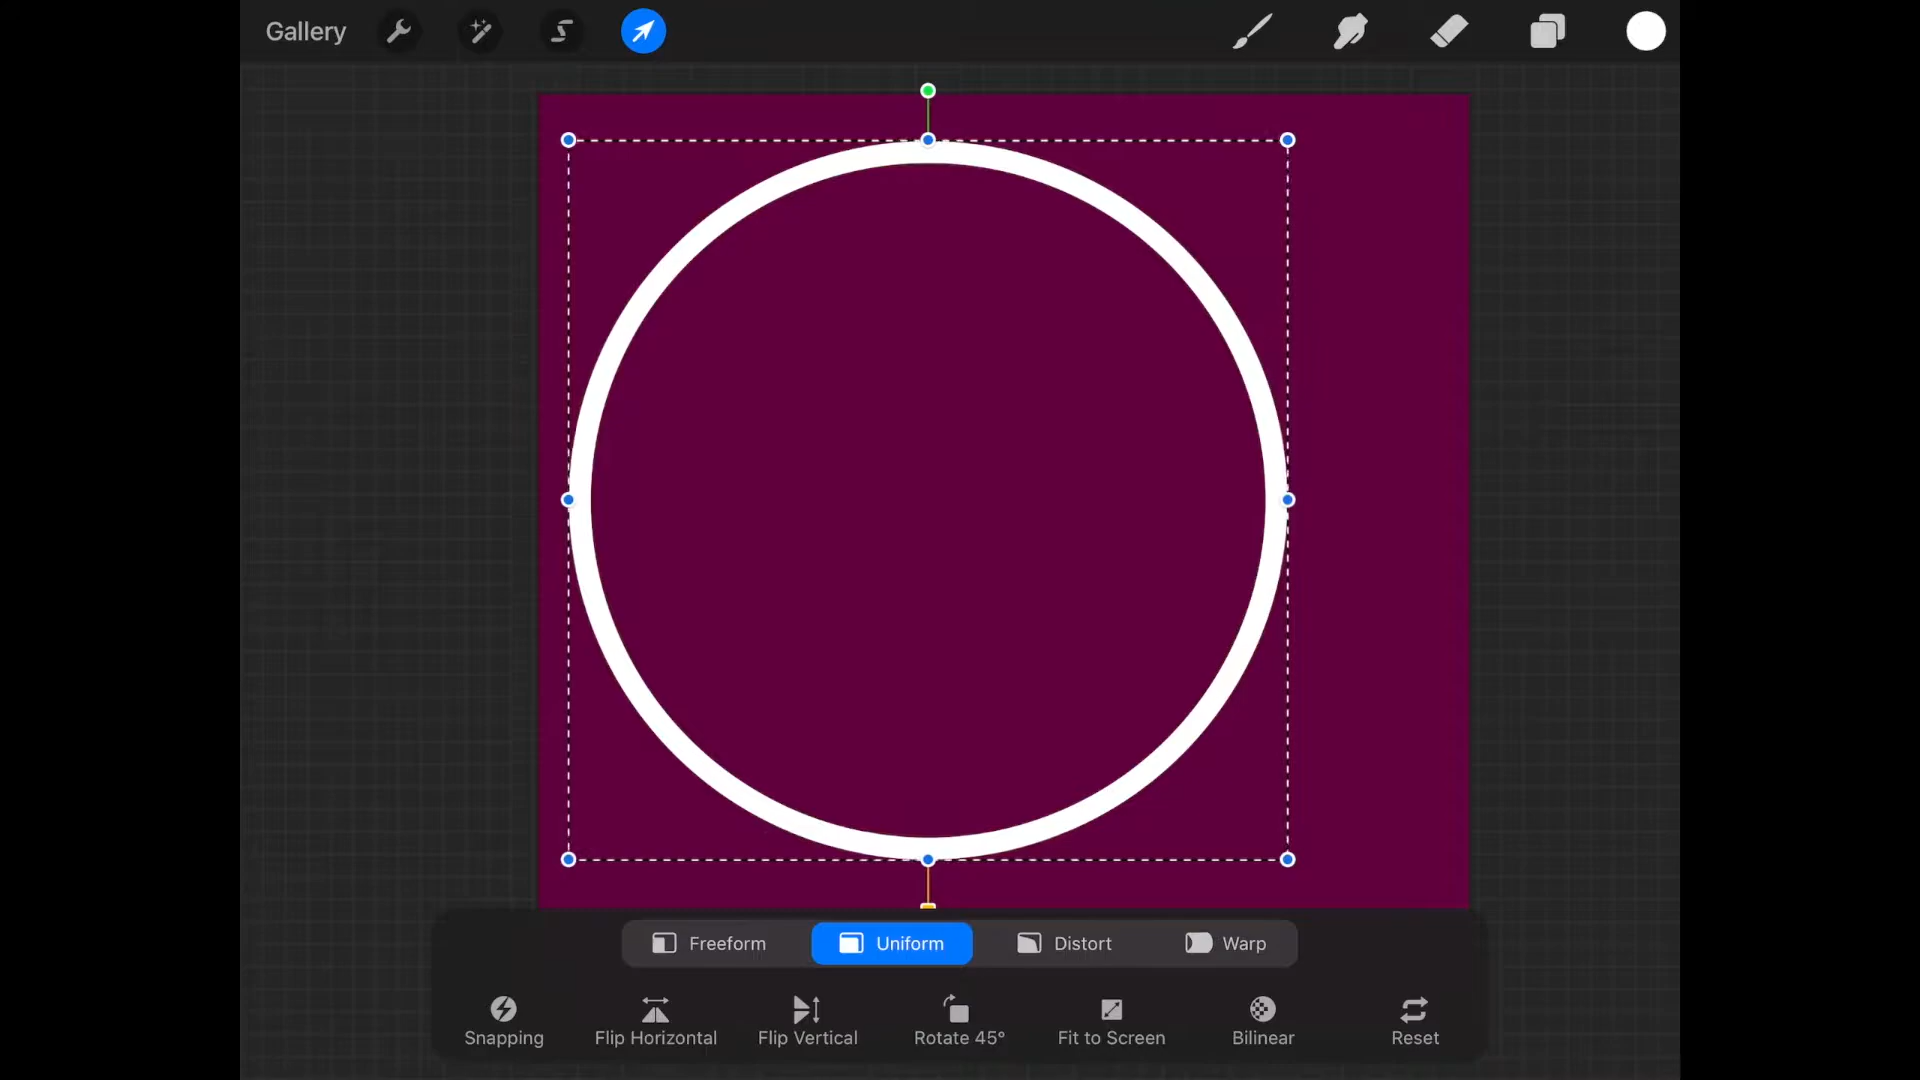 Gallery
Freeform Uniform Distort Warp
Snapping Flip Horizontal Flip Vertical Rotate 45° Fit to Screen Bilinear Reset